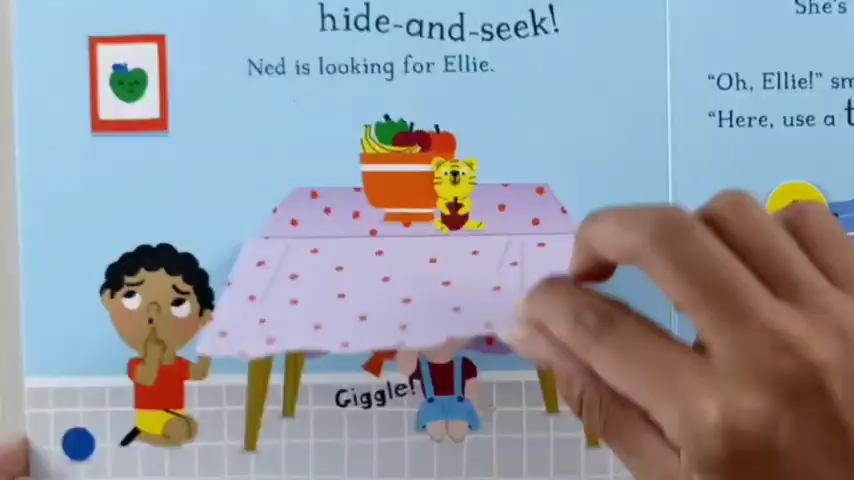 hide-and-seek!
Ned is looking for Ellie.
Giggle!
She's
"Oh, Ellie!" sm
"Here, use a t